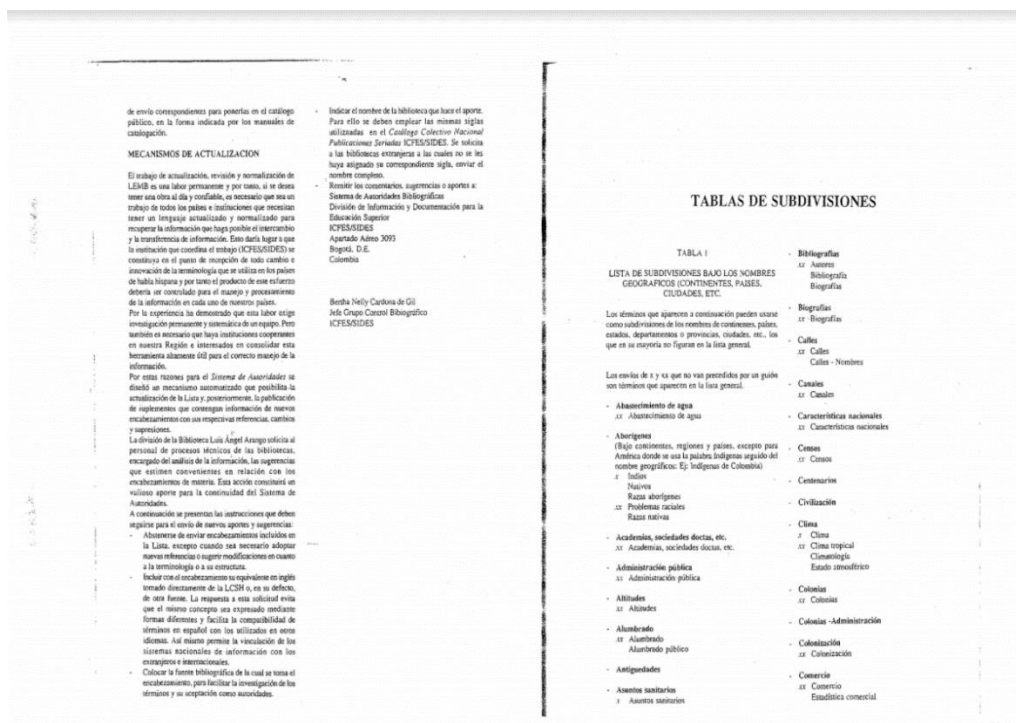 de envío correspondientes para ponerlas en el catálogo
público, en la forma indicada por los manuales de
catalogación.
MECANISMOS DE ACTUALIZACION
El trabajo de actualización, revisión y normalización de
LEMB es una labor permanente y por tanto, si se desea
tener una obra al día y confiable, es necesario que sea un
trabajo de todos los países e instituciones que necesitan
tener un lenguaje actualizado y normalizado para
recuperar la información que haga posible el intercambio
y la transferencia de información. Esto daría lugar a que
la institución que coordina el trabajo (ICFES/SIDES) se
constituya en el punto de recepción de todo cambio e
innovación de la terminología que se utiliza en los países
de habla hispana y por tanto el producto de este esfuerzo
debería ser controlado para el manejo y procesamiento
de la información en cada uno de nuestros países.
Por la experiencia ha demostrado que esta labor exige
investigación permanente y sistemática de un equipo. Pero
también es necesario que haya instituciones cooperantes
en nuestra Región e interesados en consolidar esta
herramienta altamente útil para el correcto manejo de la
información.
Por estas razones para el Sistema de Autoridades se
diseñó un mecanismo automatizado que posibilita la
actualización de la Lista y, posteriormente, la publicación
de suplementos que contengan información de nuevos
encabezamientos con sus respectivas referencias, cambios
y supresiones.
La división de la Biblioteca Luis Ángel Arango solicita al
personal de procesos técnicos de las bibliotecas,
encargado del análisis de la información, las sugerencias
que estimen convenientes en relación con los
encabezamientos de materia. Esta acción constituirá un
valioso aporte para la continuidad del Sistema de
Autoridades.
A continuación se presentan las instrucciones que deben
seguirse para el envío de nuevos aportes y sugerencias:
- Abstenerse de enviar encabezamientos incluidos en
la Lista, excepto cuando sea necesario adoptar
nuevas referencias o sugerir modificaciones en cuanto
a la terminología o a su estructura.
- Incluir con el encabezamiento su equivalente en inglés
tomado directamente de la LCSH o, en su defecto,
de otra fuente. La respuesta a esta solicitud evita
que el mismo concepto sea expresado mediante
formas diferentes y facilita la compatibilidad de
términos en español con los utilizados en otros
idiomas. Así mismo permite la vinculación de los
sistemas nacionales de información con los
extranjeros e internacionales.
- Colocar la fuente bibliográfica de la cual se toma el
encabezamiento, para facilitar la investigación de los
términos y su aceptación como autoridades.
- Indicar el nombre de la biblioteca que hace el aporte.
Para ello se deben emplear las mismas siglas
utilizadas en el Catálogo Colectivo Nacional
Publicaciones Seriadas ICFES/SIDES. Se solicita
a las bibliotecas extranjeras a las cuales no se les
haya asignado su correspondiente sigla, enviar el
nombre completo.
- Remitir los comentarios, sugerencias o aportes a:
Sistema de Autoridades Bibliográficas
División de Información y Documentación para la
Educación Superior
ICFES/SIDES
Apartado Aéreo 3093
Bogotá, D.E.
Colombia
Bertha Nelly Cardona de Gil
Jefe Grupo Control Bibiográfico
ICFES/SIDES
TABLAS DE SUBDIVISIONES
TABLA I
LISTA DE SUBDIVISIONES BAJO LOS NOMBRES
GEOGRAFICOS (CONTINENTES, PAISES,
CIUDADES, ETC.
Los términos que aparecen a continuación pueden usarse
como subdivisiones de los nombres de continentes, países,
estados, departamentos o provincias, ciudades, etc., los
que en su mayoría no figuran en la lista general.
Los envíos de x y xx que no van precedidos por un guión
son términos que aparecen en la lista general.
- Abastecimiento de agua
xx Abastecimiento de agua
- Aborígenes
(Bajo continentes, regiones y países, excepto para
América donde se usa la palabra Indígenas seguido del
nombre geográficos: Ej: Indígenas de Colombia)
x Indios
Nativos
Razas aborígenes
xx Problemas raciales
Razas nativas
- Academias, sociedades doctas, etc.
xx Academias, sociedades doctas, etc.
- Administración pública
xx Administración pública
- Altitudes
xx Altitudes
- Alumbrado
xx Alumbrado
Alumbrado público
- Antiguedades
- Asuntos sanitarios
x Asuntos sanitarios
- Bibliografías
xx Autores
Bibliografía
Biografías
- Biografías
xx -Biografías
- Calles
xx Calles
Calles - Nombres
- Canales
xx Canales
- Características nacionales
xx Características nacionales
- Censos
xx Censos
- Centenarios
- Civilización
- Clima
x Clima
xx Clima tropical
Climatología
Estado atmosférico
- Colonias
xx Colonias
- Colonias -Administración
- Colonización
xx Colonización
- Comercio
xx Comercio
Estadística comercial